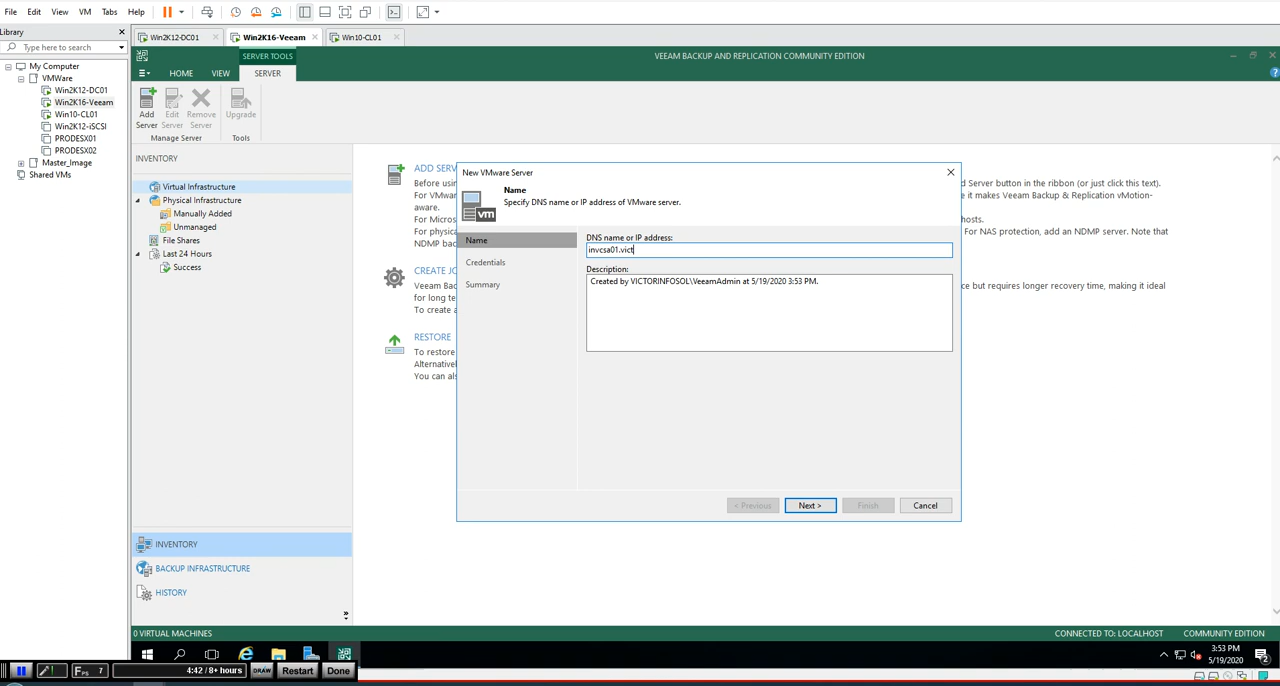 File Edit View VM Tabs Help
Library
Type here to search
My Computer
VMWare
Win2K12-DC01
Win2K16-Veeam
Win10-CL01
Win2K12-iSCSI
PRODESX01
PRODESX02
Master_Image
Shared VMs
Win2K12-DC01 Win2K16-Veeam Win10-CL01
SERVER TOOLS
VEEAM BACKUP AND REPLICATION COMMUNITY EDITION
HOME VIEW SERVER
Add Server
Edit Server
Remove Server
Upgrade
Manage Server
Tools
INVENTORY
Virtual Infrastructure
Physical Infrastructure
Manually Added
Unmanaged
File Shares
Last 24 Hours
Success
INVENTORY
BACKUP INFRASTRUCTURE
HISTORY
ADD SERV
Before usin
For VMwar
aware.
For Micros
For physica
NDMP bac
d Server button in the ribbon (or just click this text).
e it makes Veeam Backup & Replication vMotion-
hosts.
For NAS protection, add an NDMP server. Note that
CREATE JO
Veeam Bac
for long te
To create a
ce but requires longer recovery time, making it ideal
RESTORE
To restore
Alternativel
You can als
New VMware Server
Name
Specify DNS name or IP address of VMware server.
Name
Credentials
Summary
DNS name or IP address:
invcsa01.vict
Description:
Created by VICTORINFOSOL\VeeamAdmin at 5/19/2020 3:53 PM.
< Previous Next > Finish Cancel
0 VIRTUAL MACHINES
CONNECTED TO: LOCALHOST COMMUNITY EDITION
3:53 PM
5/19/2020
2
FPS 7
4:42 / 8+ hours
DRAW
Restart
Done